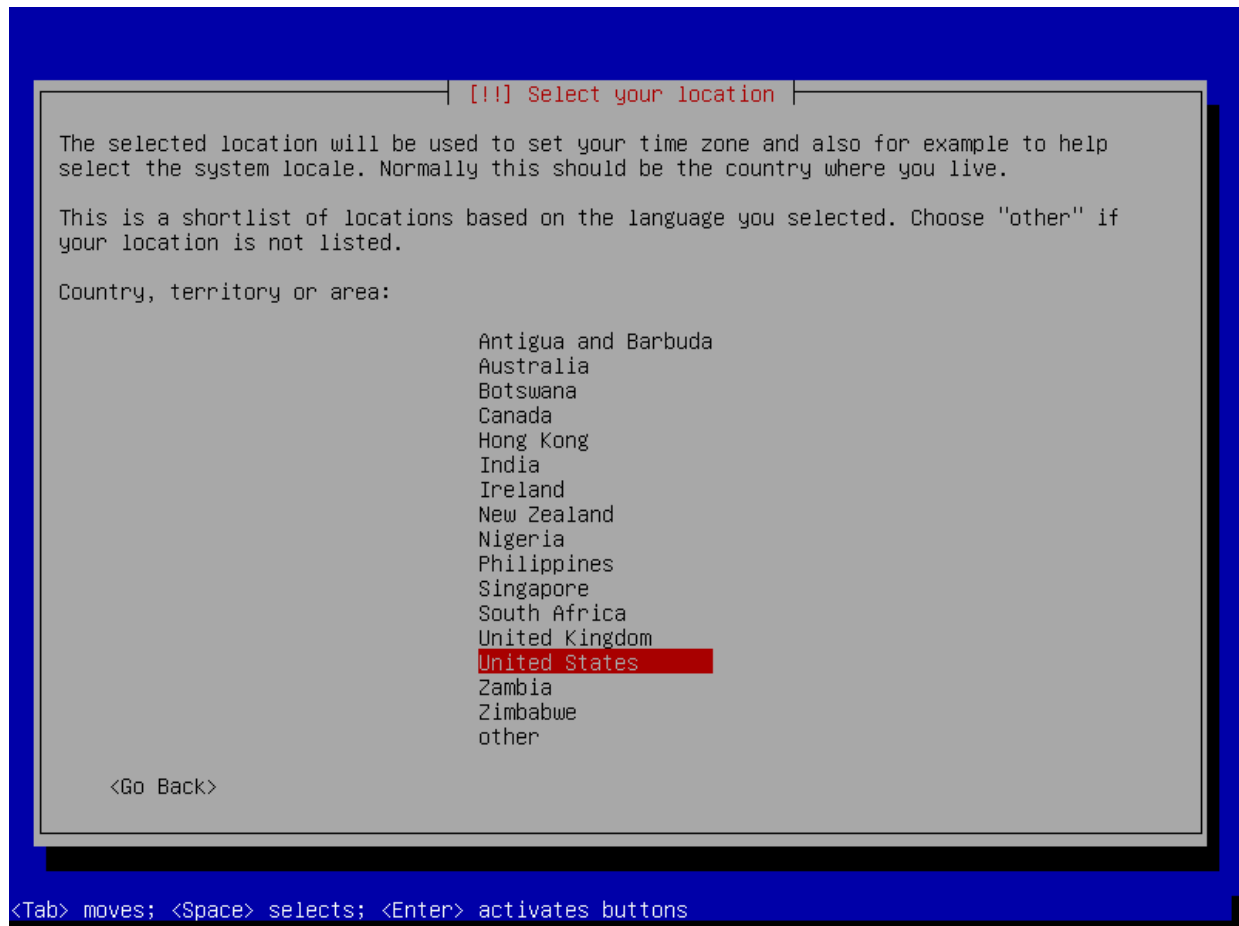 [!!] Select your location
The selected location will be used to set your time zone and also for example to help
select the system locale. Normally this should be the country where you live.
This is a shortlist of locations based on the language you selected. Choose "other" if
your location is not listed.
Country, territory or area:
Antigua and Barbuda
Australia
Botswana
Canada
Hong Kong
India
Ireland
New Zealand
Nigeria
Philippines
Singapore
South Africa
United Kingdom
United States
Zambia
Zimbabwe
other
<Go Back>
<Tab> moves; <Space> selects; <Enter> activates buttons